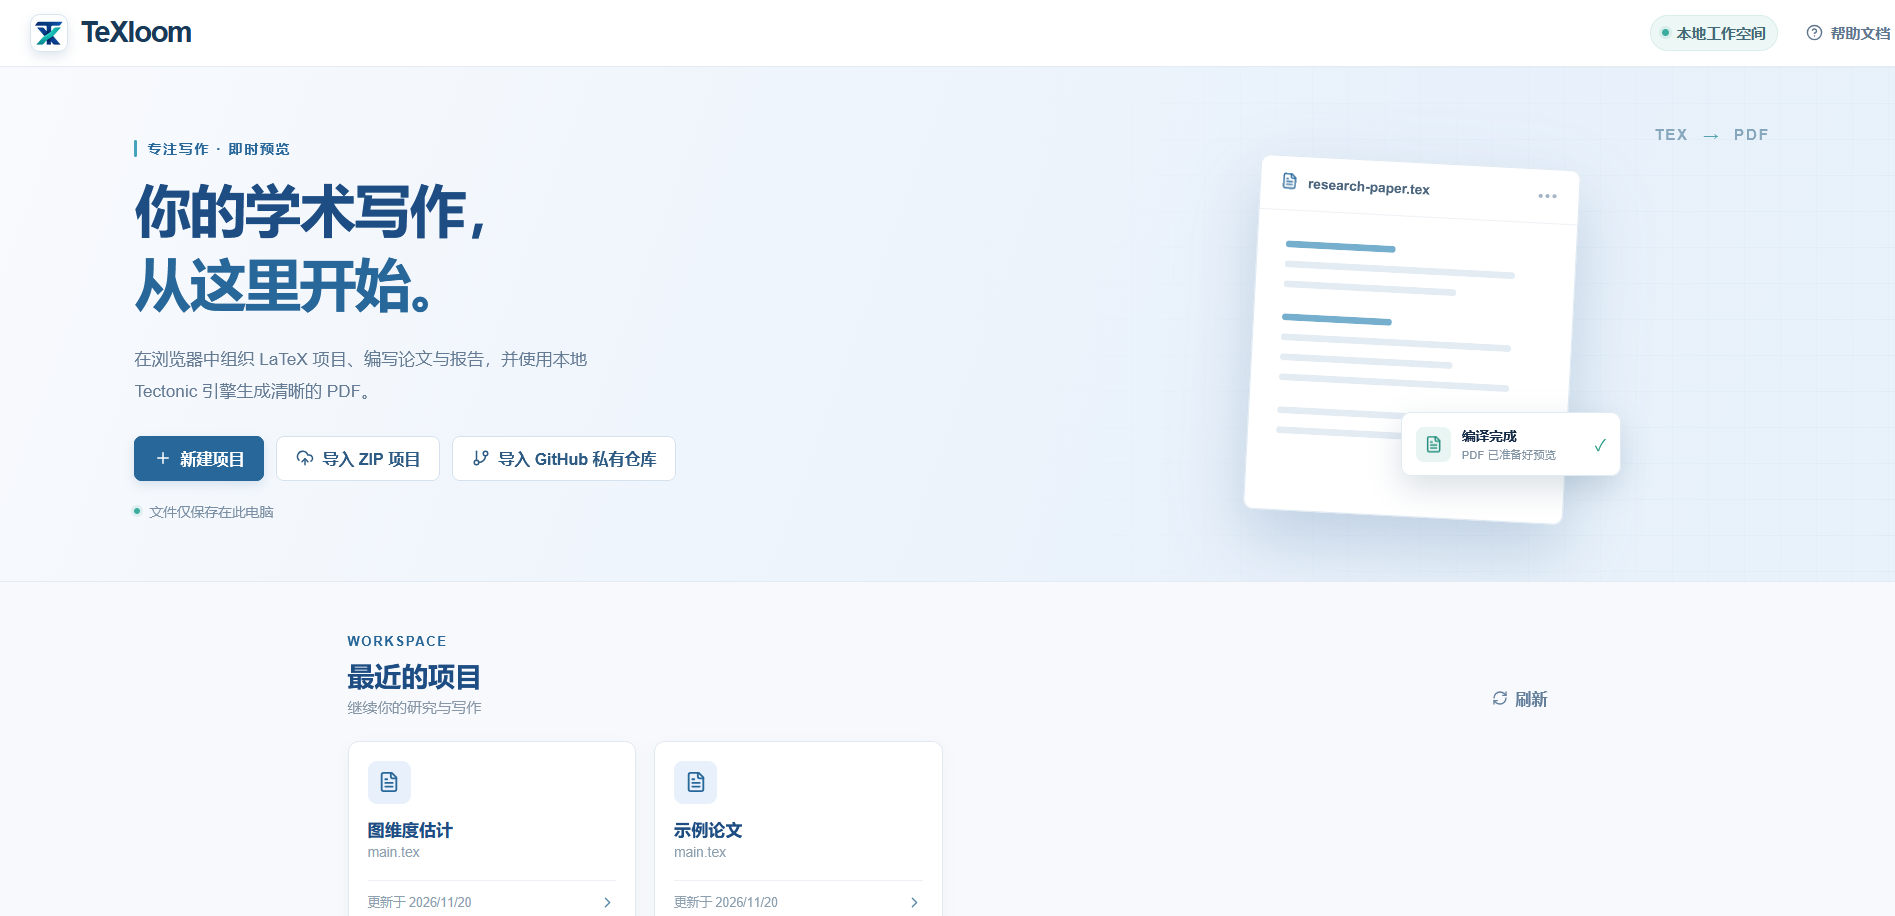 TeXloom
本地工作空间
帮助文档
专注写作 · 即时预览
你的学术写作，
从这里开始。
在浏览器中组织 LaTeX 项目、编写论文与报告，并使用本地
Tectonic 引擎生成清晰的 PDF。
新建项目
导入 ZIP 项目
导入 GitHub 私有仓库
文件仅保存在此电脑
TEX → PDF
research-paper.tex
编译完成
PDF 已准备好预览
WORKSPACE
最近的项目
继续你的研究与写作
刷新
图维度估计
main.tex
更新于 2026/11/20
示例论文
main.tex
更新于 2026/11/20